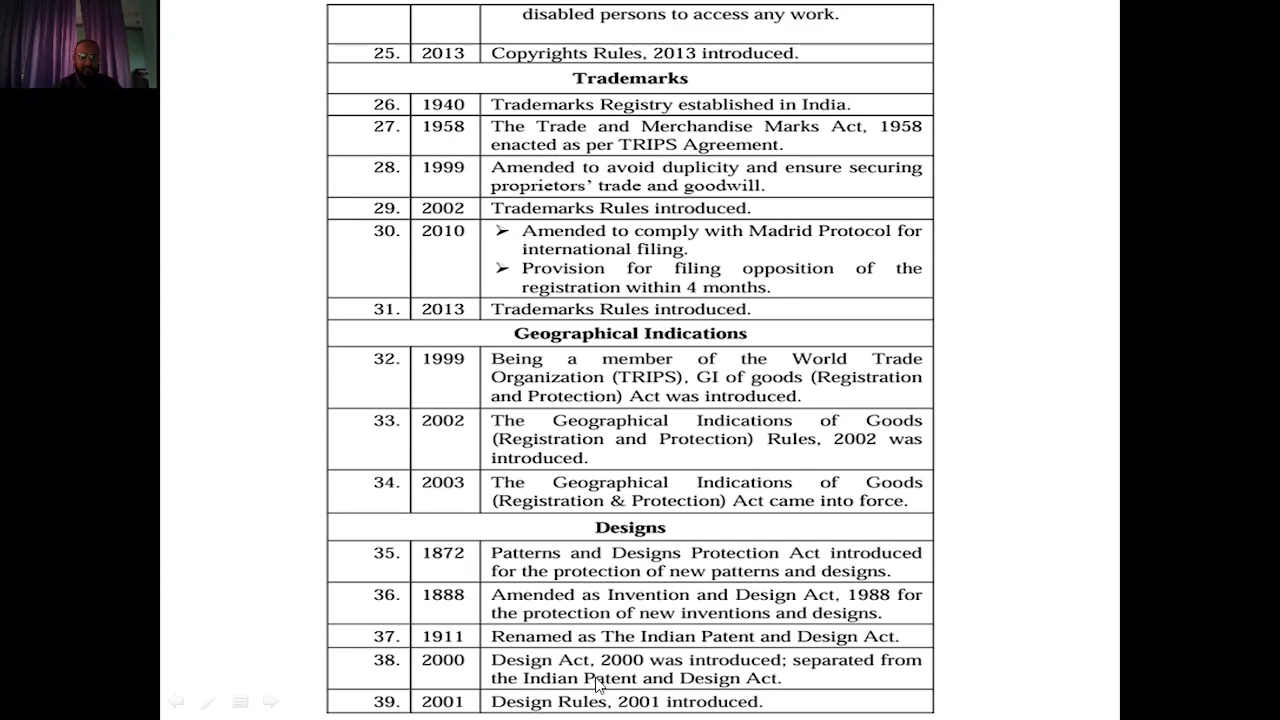 disabled persons to access any work.
25. 2013 Copyrights Rules, 2013 introduced.
Trademarks
26. 1940 Trademarks Registry established in India.
27. 1958 The Trade and Merchandise Marks Act, 1958
enacted as per TRIPS Agreement.
28. 1999 Amended to avoid duplicity and ensure securing
proprietors' trade and goodwill.
29. 2002 Trademarks Rules introduced.
30. 2010 ➢ Amended to comply with Madrid Protocol for
international filing.
➢ Provision for filing opposition of the
registration within 4 months.
31. 2013 Trademarks Rules introduced.
Geographical Indications
32. 1999 Being a member of the World Trade
Organization (TRIPS), GI of goods (Registration
and Protection) Act was introduced.
33. 2002 The Geographical Indications of Goods
(Registration and Protection) Rules, 2002 was
introduced.
34. 2003 The Geographical Indications of Goods
(Registration & Protection) Act came into force.
Designs
35. 1872 Patterns and Designs Protection Act introduced
for the protection of new patterns and designs.
36. 1888 Amended as Invention and Design Act, 1988 for
the protection of new inventions and designs.
37. 1911 Renamed as The Indian Patent and Design Act.
38. 2000 Design Act, 2000 was introduced; separated from
the Indian Patent and Design Act.
39. 2001 Design Rules, 2001 introduced.